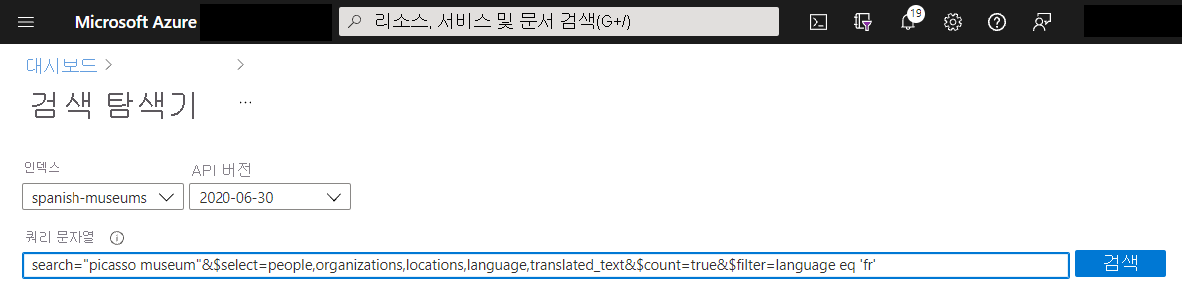 Microsoft Azure
리소스, 서비스 및 문서 검색(G+/)
19
대시보드 > >
검색 탐색기 ...
인덱스 API 버전
spanish-museums 2020-06-30
쿼리 문자열
search="picasso museum"&$select=people,organizations,locations,language,translated_text&$count=true&$filter=language eq 'fr'
검색